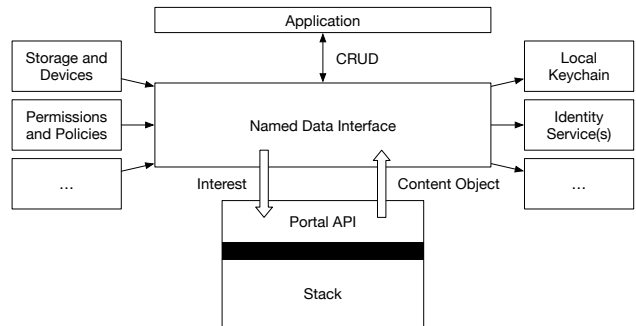 Application
CRUD
Storage and
Devices
Permissions
and Policies
...
Named Data Interface
Local
Keychain
Identity
Service(s)
...
Interest
Content Object
Portal API
Stack